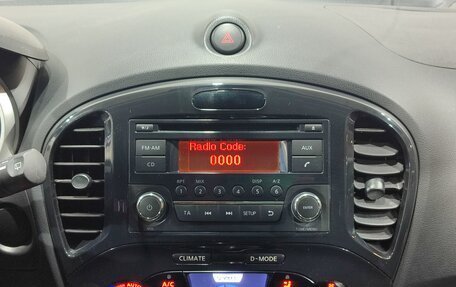 Radio Code:
0000
FM·AM
AUX
CD
RPT MIX DISP A-Z
1 2 3 4 5 6
TA SETUP
ENTER
CLIMATE D-MODE
AUTO A/C